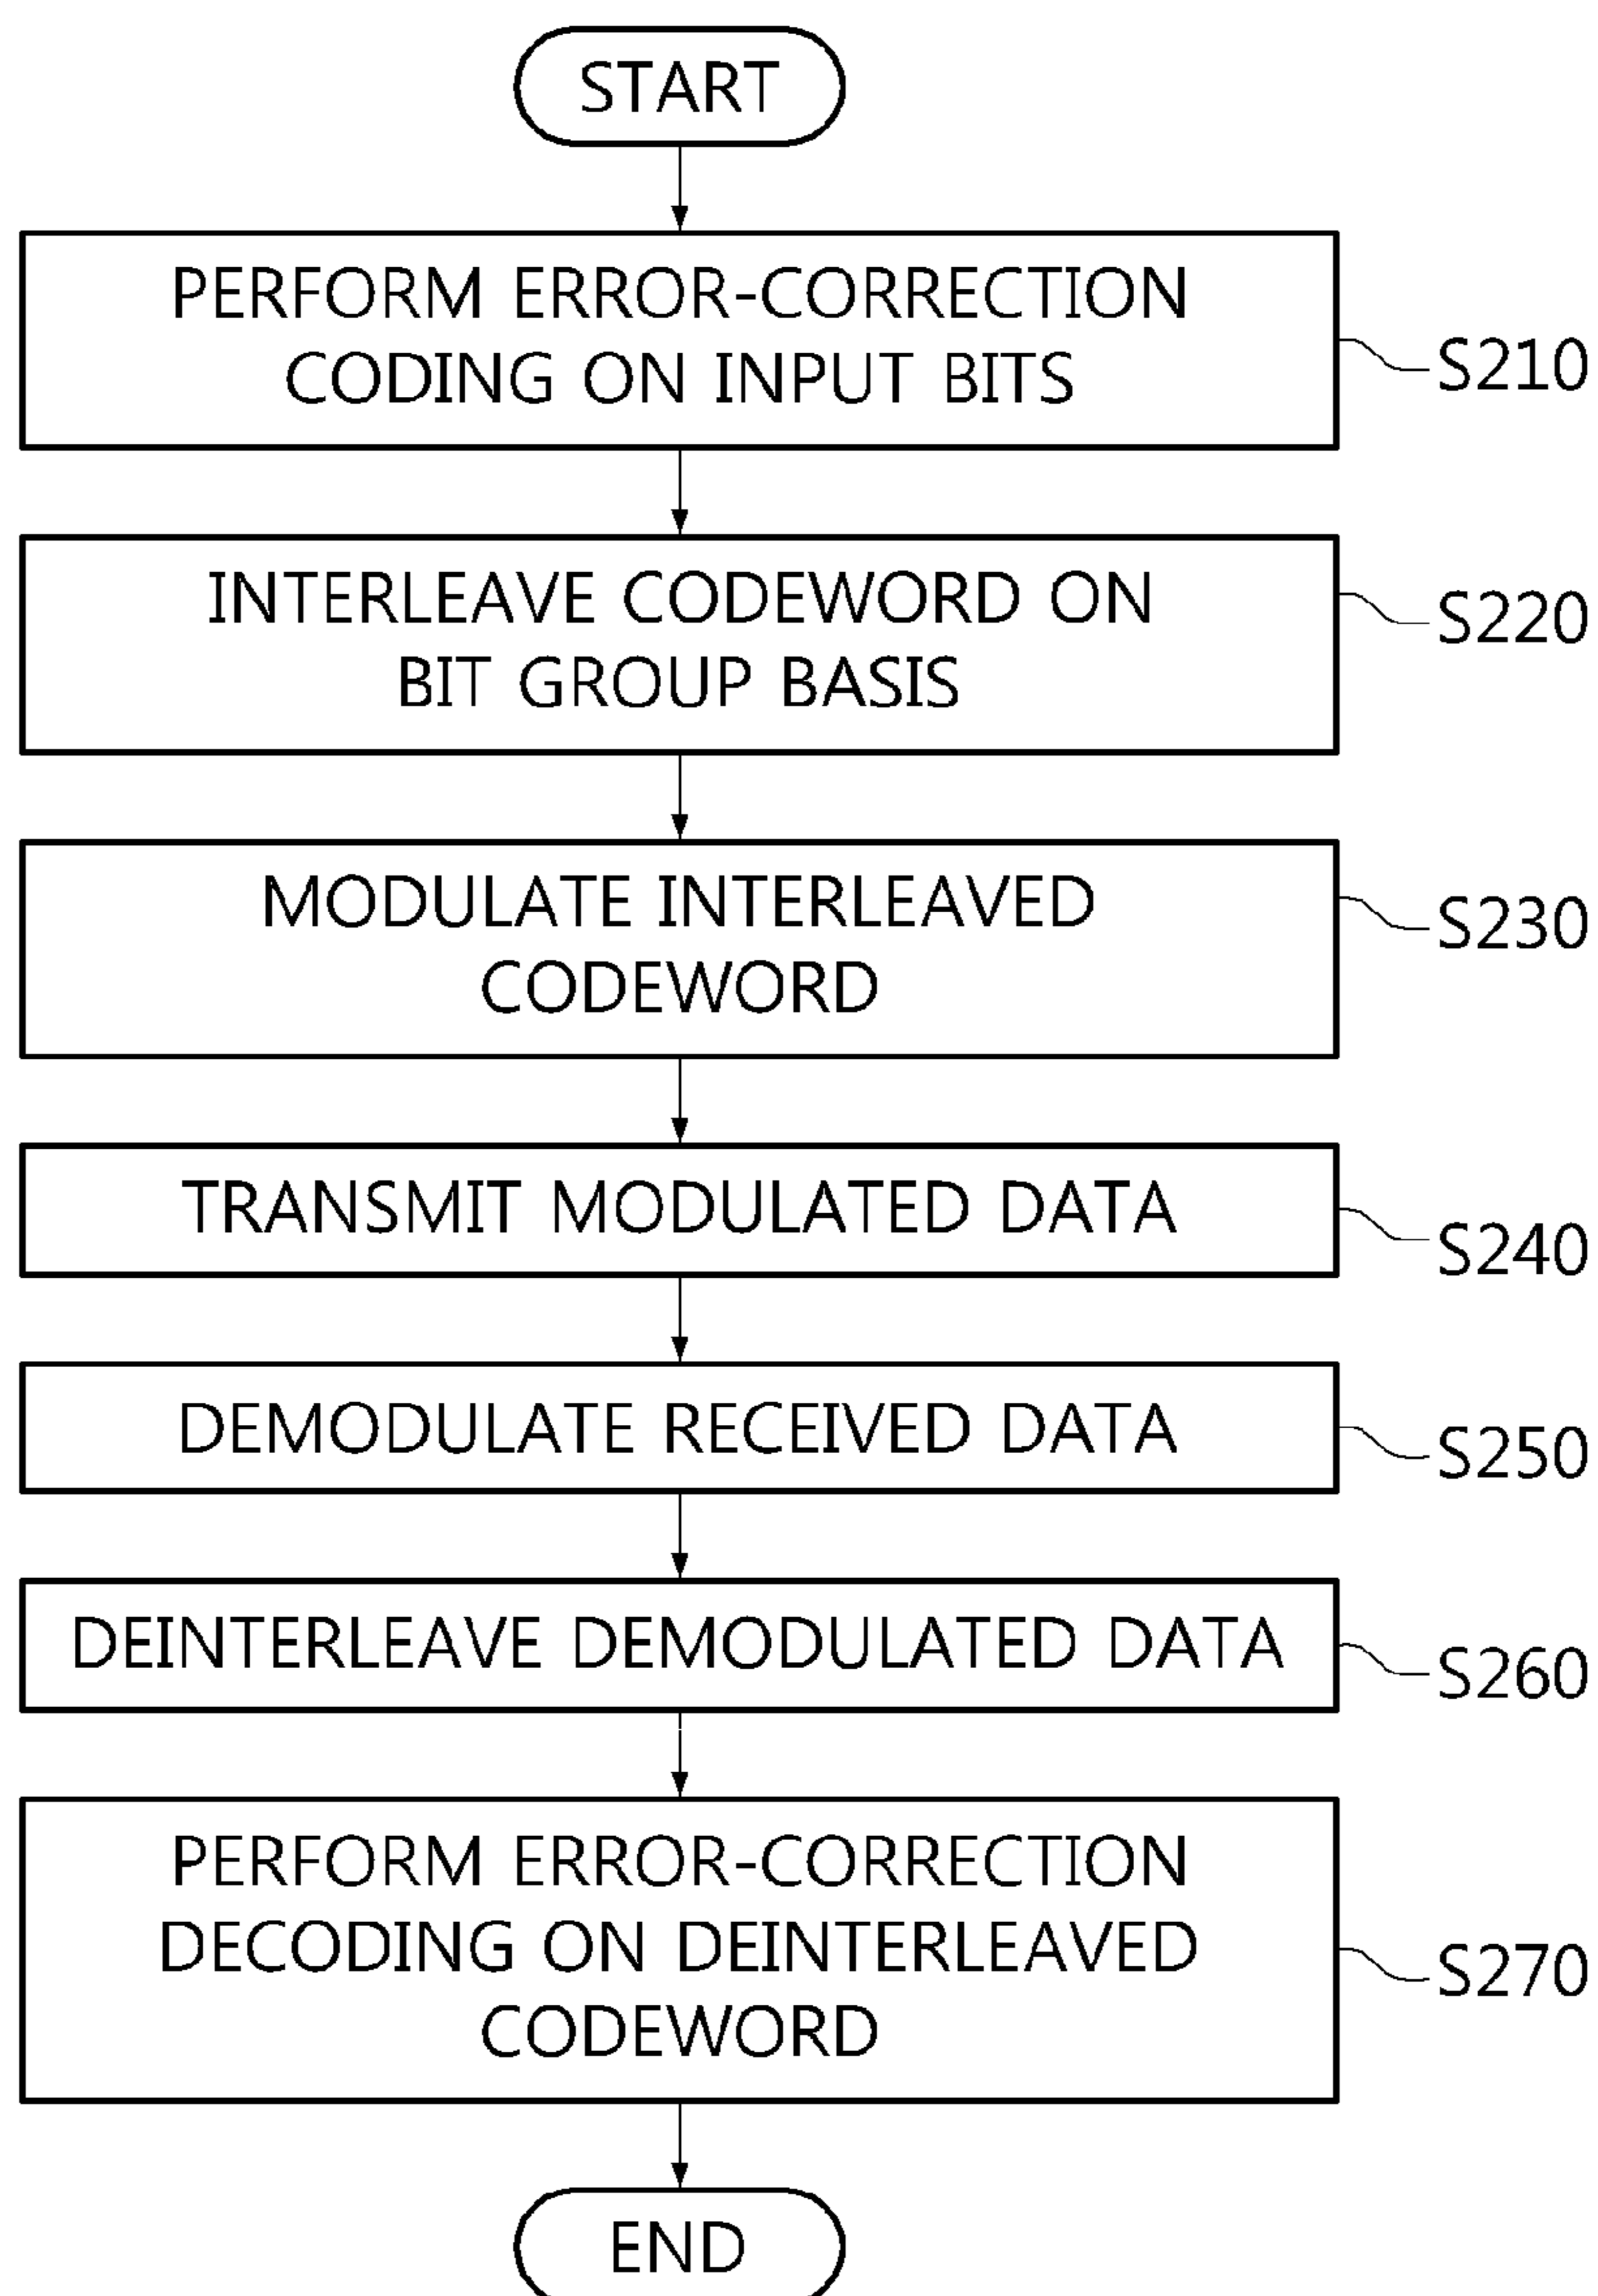 START
PERFORM ERROR-CORRECTION
CODING ON INPUT BITS
S210
INTERLEAVE CODEWORD ON
BIT GROUP BASIS
S220
MODULATE INTERLEAVED
CODEWORD
S230
TRANSMIT MODULATED DATA
S240
DEMODULATE RECEIVED DATA
S250
DEINTERLEAVE DEMODULATED DATA
S260
PERFORM ERROR-CORRECTION
DECODING ON DEINTERLEAVED
CODEWORD
S270
END